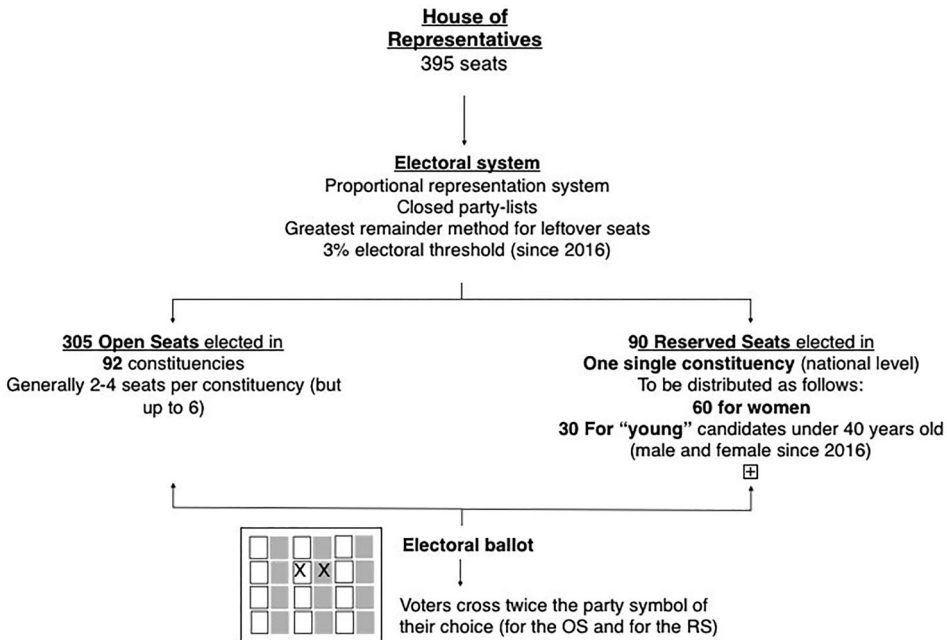 House of
Representatives
395 seats
Electoral system
Proportional representation system
Closed party-lists
Greatest remainder method for leftover seats
3% electoral threshold (since 2016)
305 Open Seats elected in
92 constituencies
Generally 2-4 seats per constituency (but
up to 6)
90 Reserved Seats elected in
One single constituency (national level)
To be distributed as follows:
60 for women
30 For “young” candidates under 40 years old
(male and female since 2016)
Electoral ballot
X X
Voters cross twice the party symbol of
their choice (for the OS and for the RS)